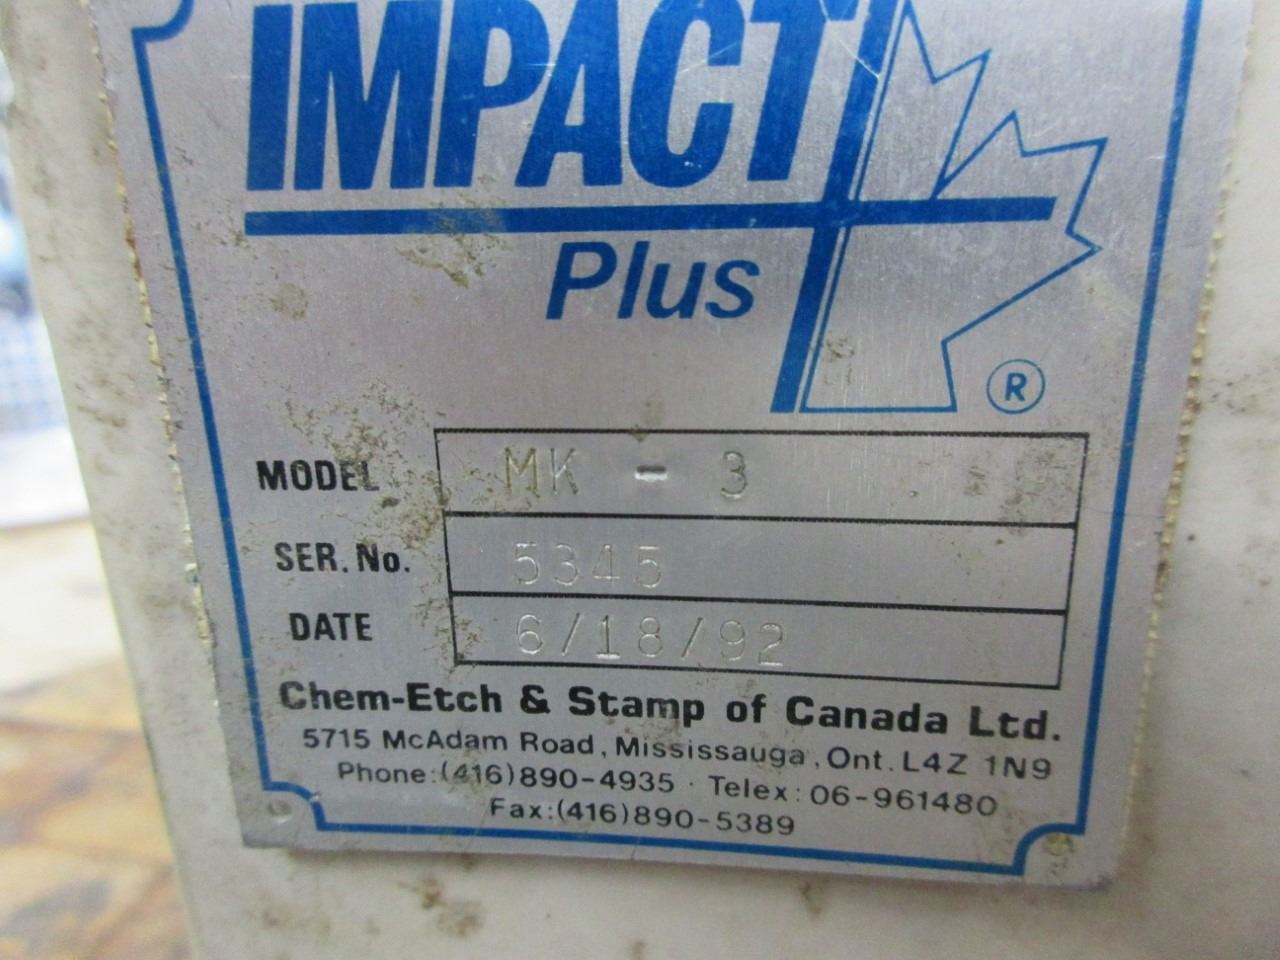 IMPACT
Plus
®
MODEL MK - 3
SER. No. 5345
DATE 6/18/92
Chem-Etch & Stamp of Canada Ltd.
5715 McAdam Road, Mississauga, Ont. L4Z 1N9
Phone:(416)890-4935 · Telex: 06-961480
Fax:(416)890-5389